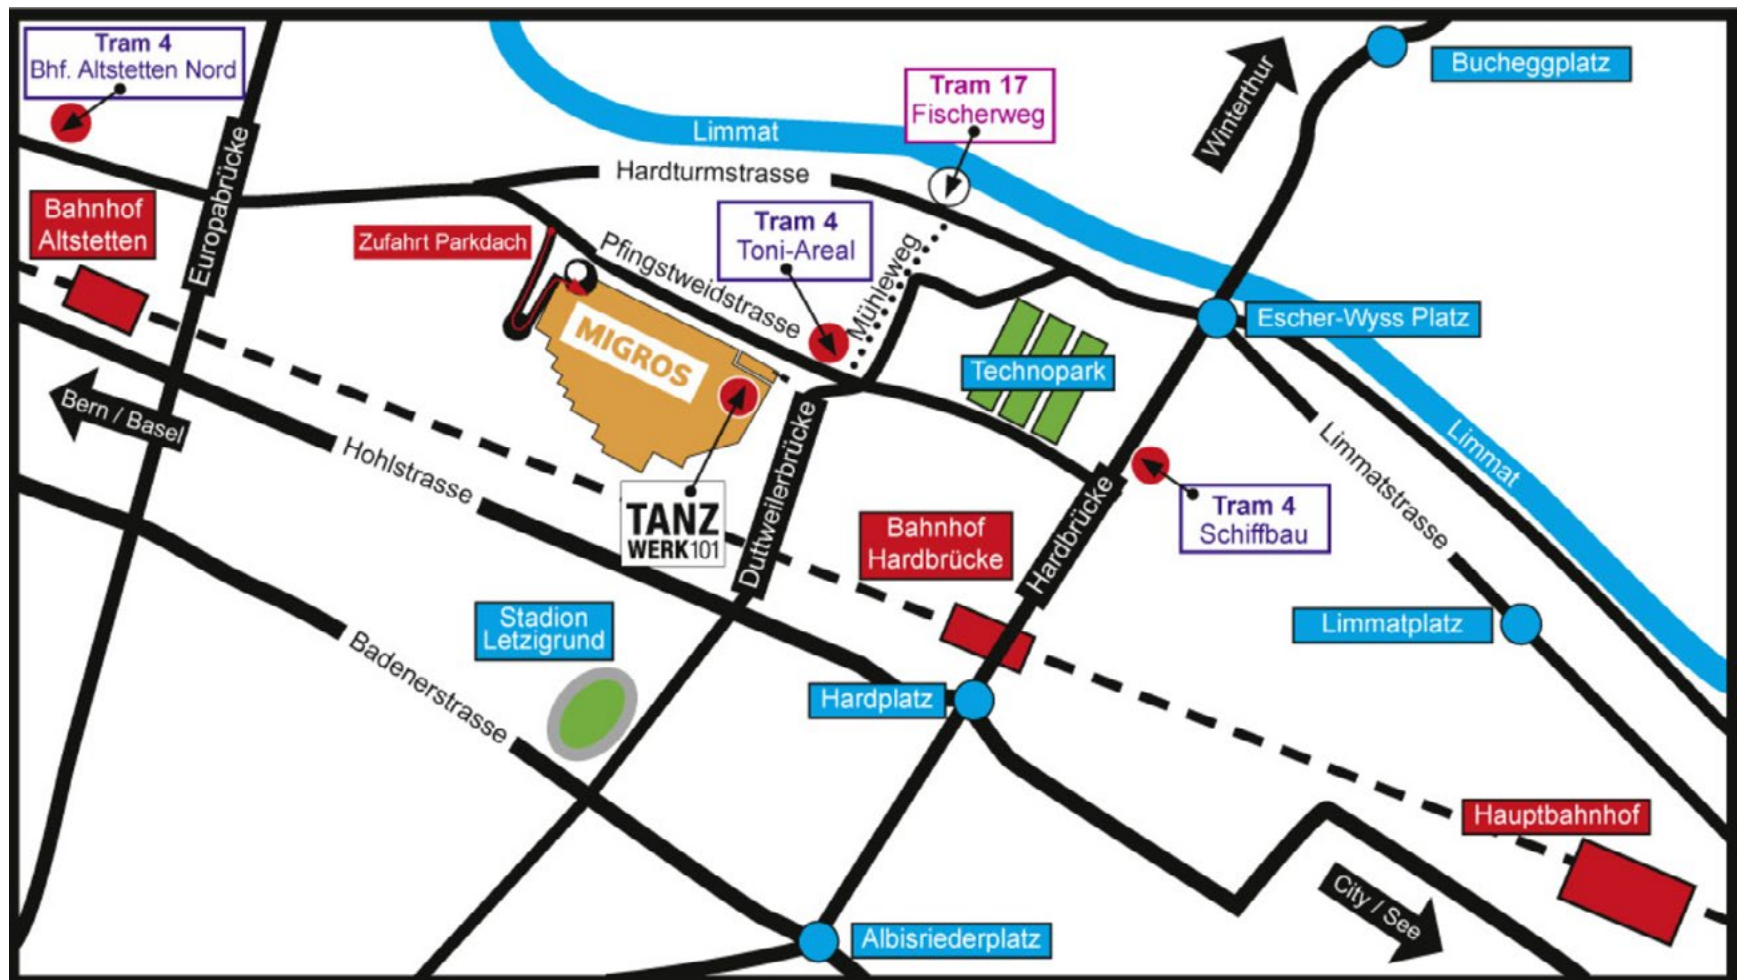 Tram 4
Bhf. Altstetten Nord
Europabrücke
Bahnhof
Altstetten
Zufahrt Parkdach
Hardturmstrasse
Limmat
Tram 17
Fischerweg
Winterthur
Bucheggplatz
Pfingstweidstrasse
Tram 4
Toni-Areal
Mühleweg
MIGROS
Technopark
Escher-Wyss Platz
Bern / Basel
Hohlstrasse
TANZ
WERK101
Duttweilerbrücke
Bahnhof
Hardbrücke
Hardbrücke
Tram 4
Schiffbau
Limmatstrasse
Limmat
Stadion
Letzigrund
Badenerstrasse
Limmatplatz
Hardplatz
Hauptbahnhof
City / See
Albisriederplatz